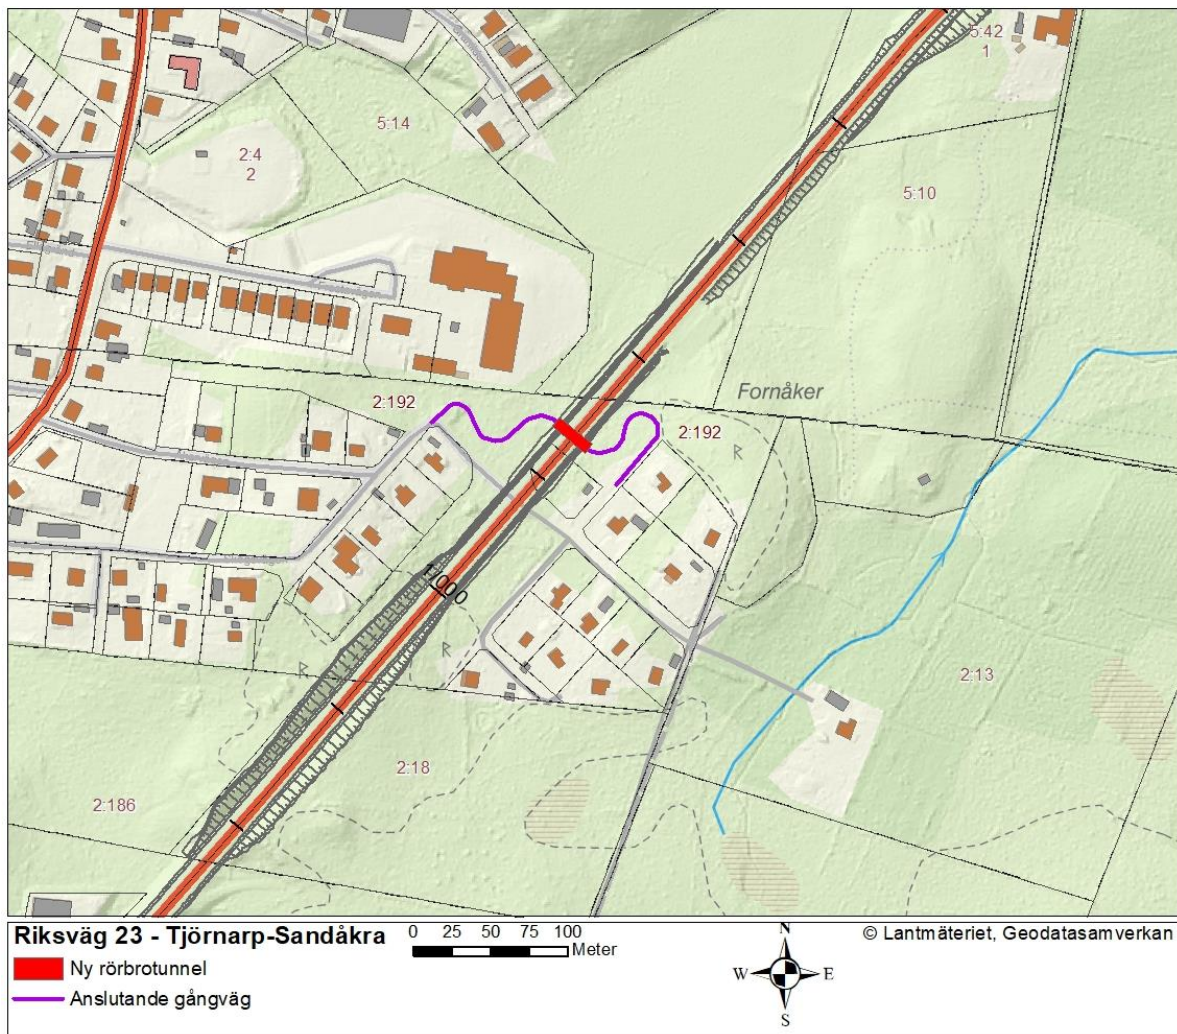 5:42
1
5:14
2:4
2
5:10
Fornåker
2:192
2:192
1/000
2:13
2:18
2:186
Riksväg 23 - Tjörnarp-Sandåkra
0 25 50 75 100
Meter
Ny rörbrotunnel
Anslutande gångväg
N
W E
S
© Lantmäteriet, Geodatasamverkan